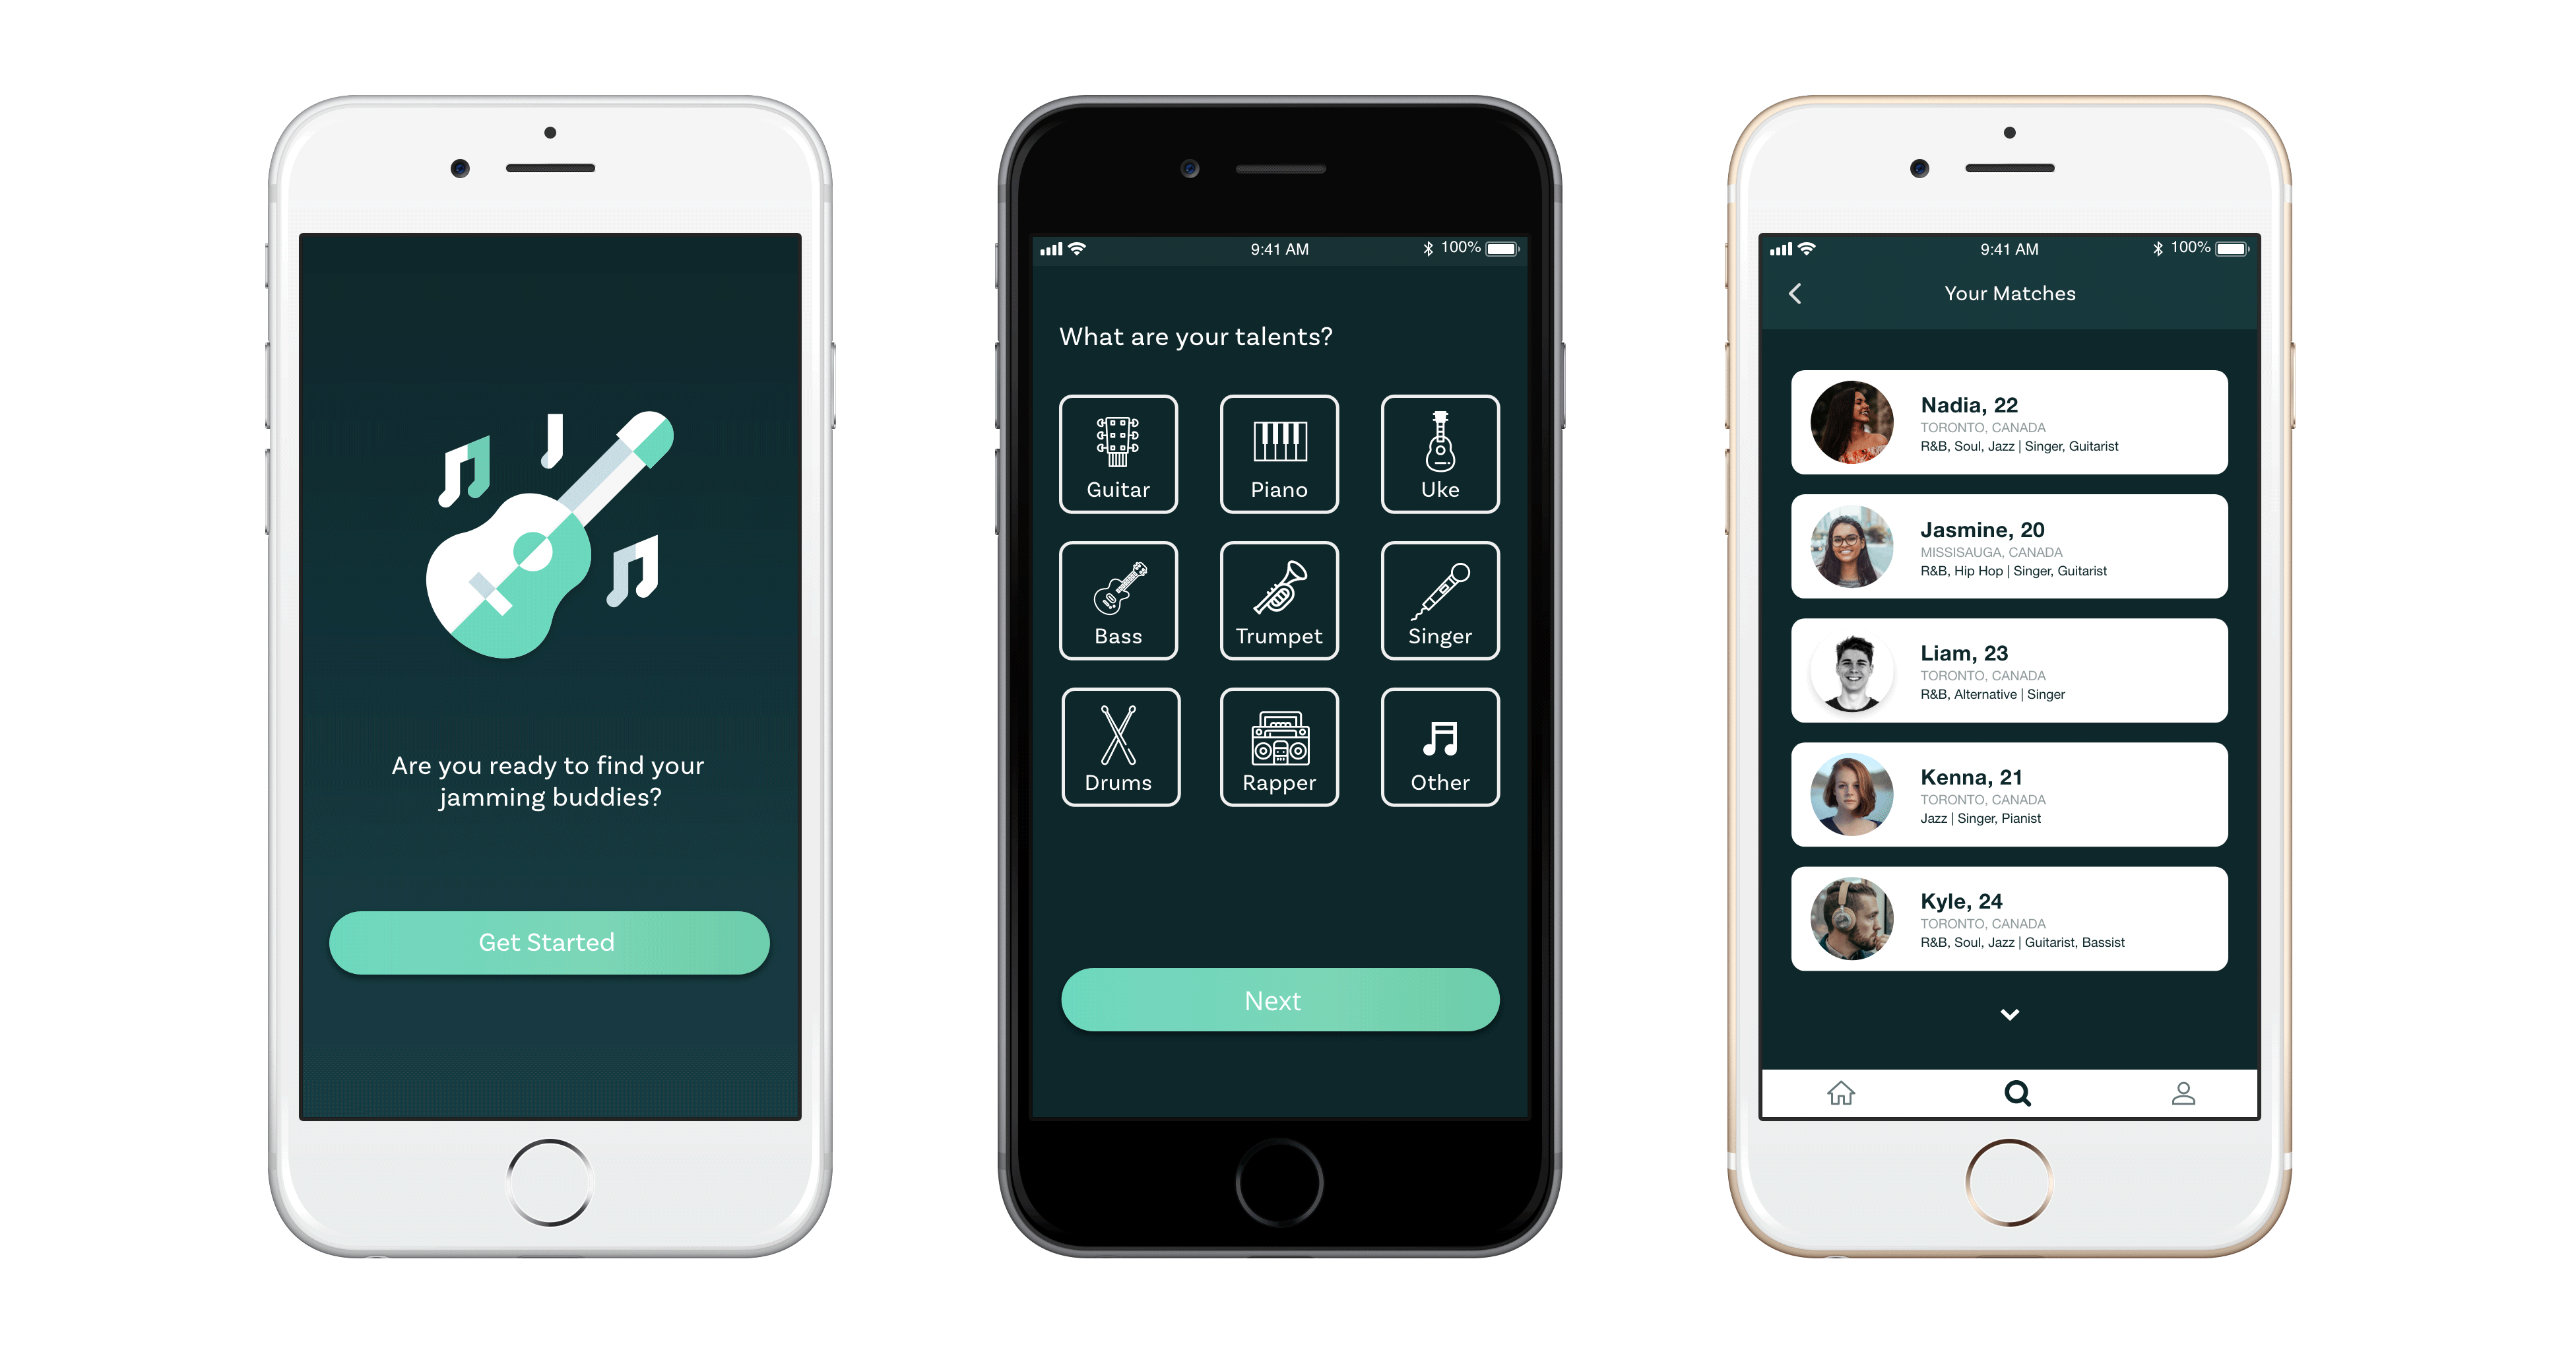 Are you ready to find your
jamming buddies?
Get Started
9:41 AM
100%
What are your talents?
Guitar
Piano
Uke
Bass
Trumpet
Singer
Drums
Rapper
Other
Next
9:41 AM
100%
Your Matches
Nadia, 22
TORONTO, CANADA
R&B, Soul, Jazz | Singer, Guitarist
Jasmine, 20
MISSISAUGA, CANADA
R&B, Hip Hop | Singer, Guitarist
Liam, 23
TORONTO, CANADA
R&B, Alternative | Singer
Kenna, 21
TORONTO, CANADA
Jazz | Singer, Pianist
Kyle, 24
TORONTO, CANADA
R&B, Soul, Jazz | Guitarist, Bassist